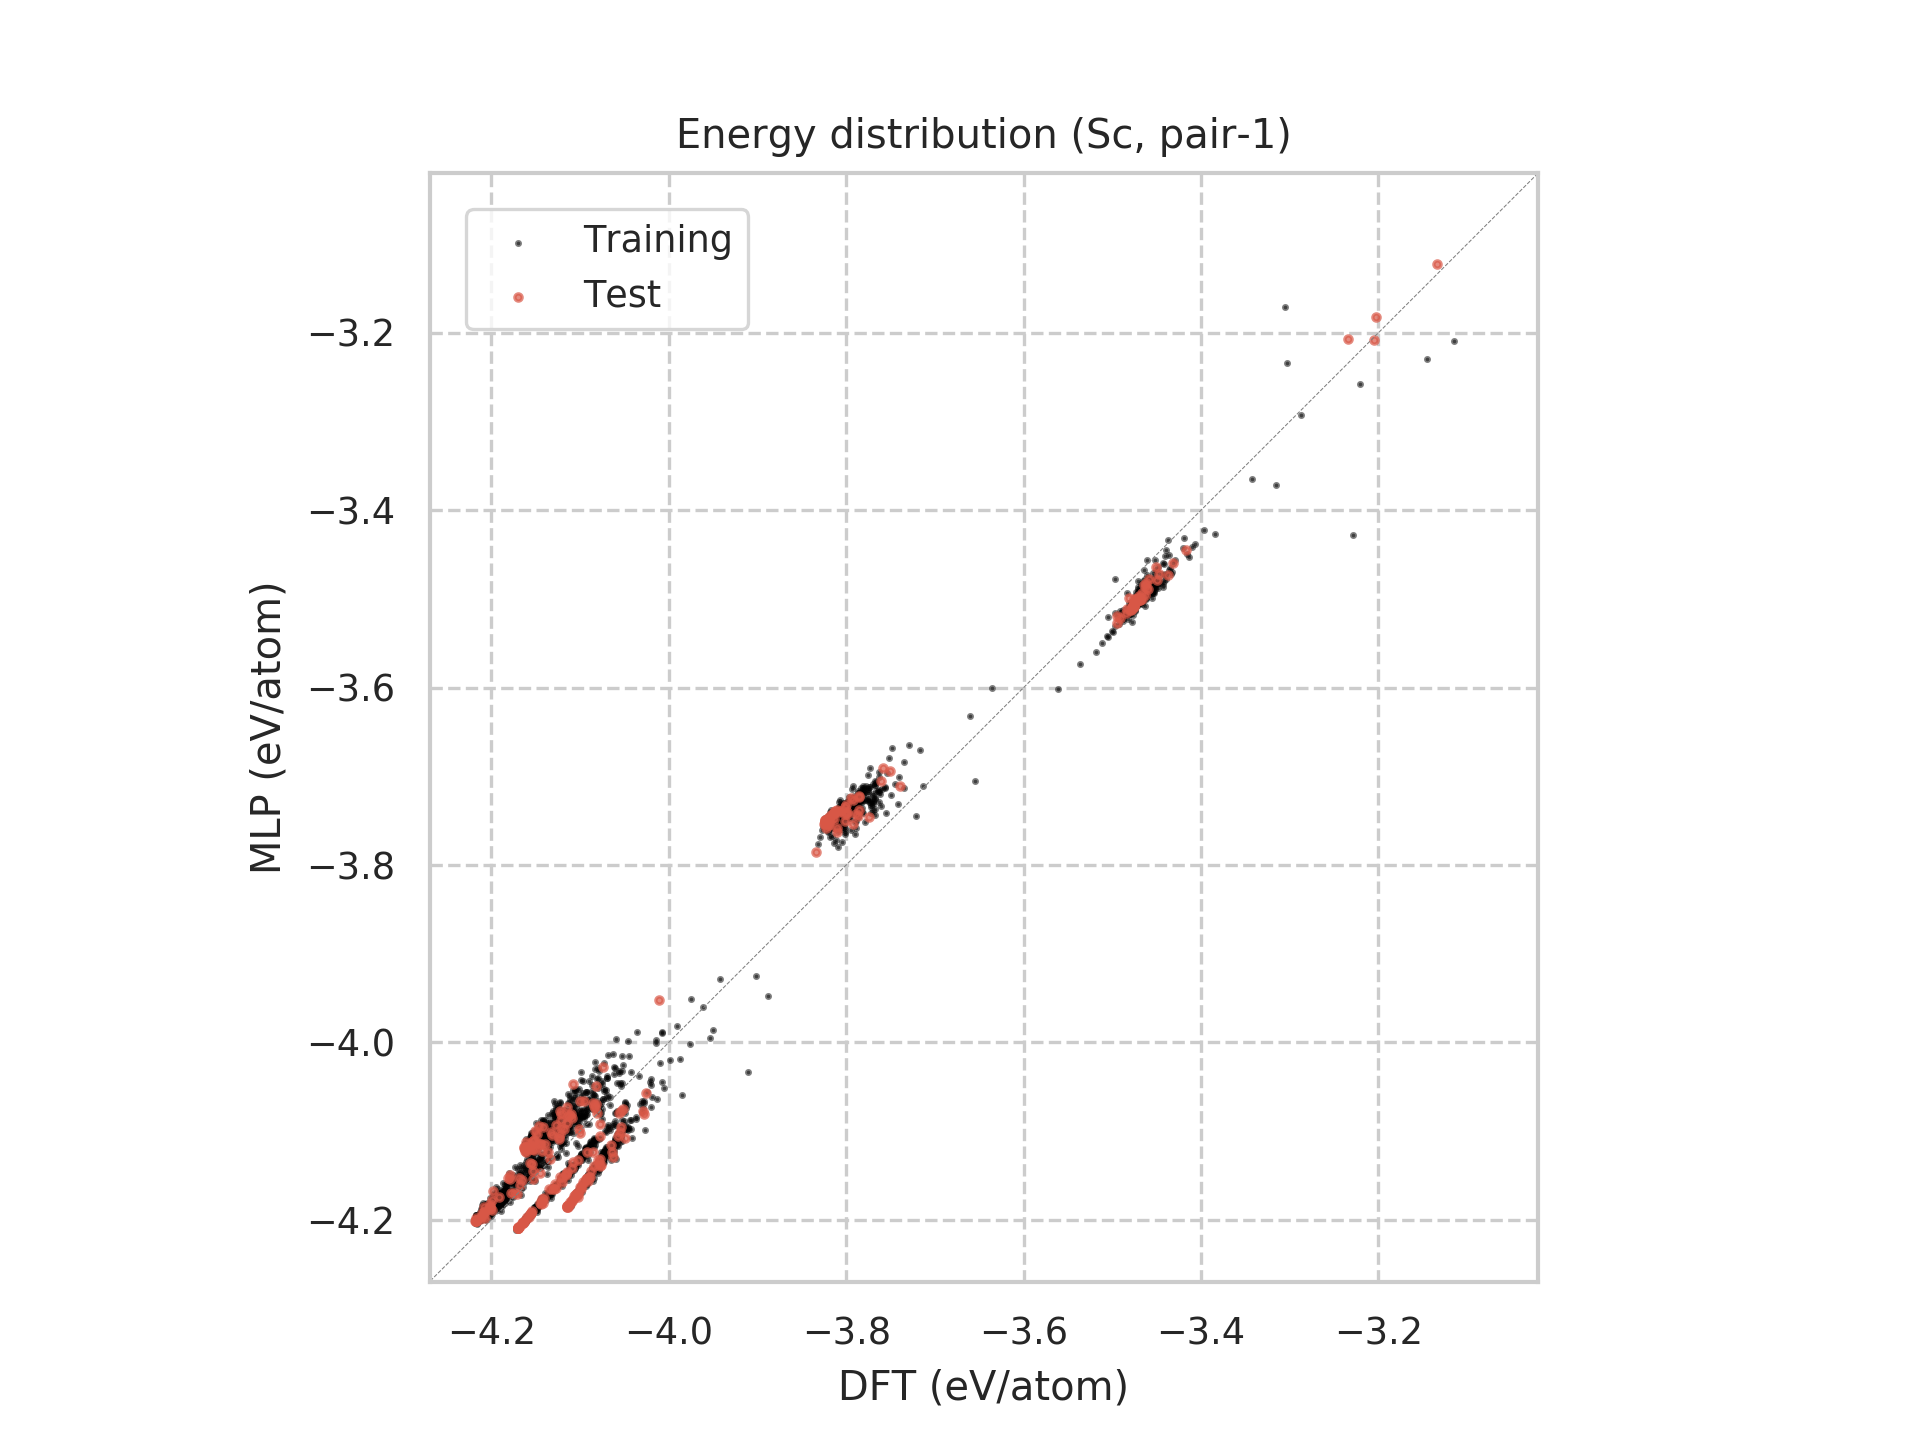 Energy distribution (Sc, pair-1)
Training
Test
−3.2
−3.4
−3.6
−3.8
−4.0
−4.2
MLP (eV/atom)
−4.2 −4.0 −3.8 −3.6 −3.4 −3.2
DFT (eV/atom)